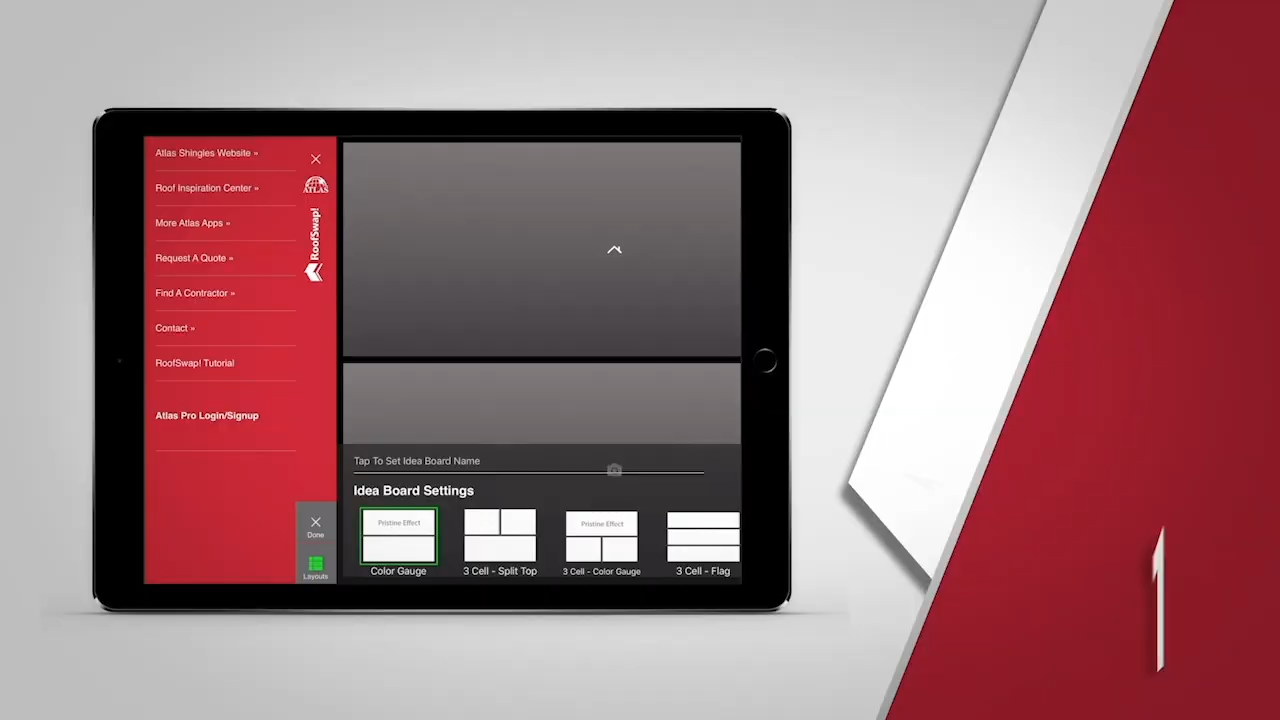 Atlas Shingles Website »
Roof Inspiration Center »
More Atlas Apps »
Request A Quote »
Find A Contractor »
Contact »
RoofSwap! Tutorial
Atlas Pro Login/Signup
ATLAS
RoofSwap!
Done
Layouts
Tap To Set Idea Board Name
Idea Board Settings
Pristine Effect
Color Gauge
3 Cell - Split Top
Pristine Effect
3 Cell - Color Gauge
3 Cell - Flag
1